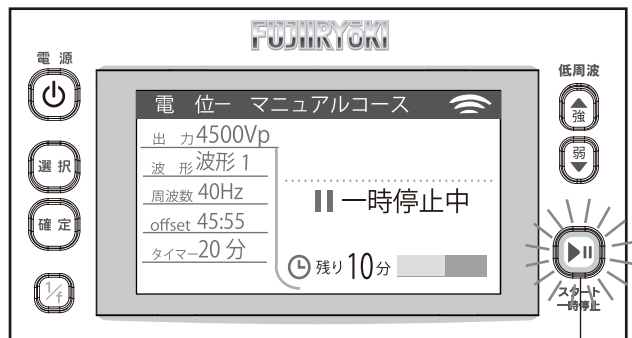 FUJIIRYŌKI
電 源
低周波
強
弱
選 択
確 定
1/f
電 位ー マニュアルコース
出 力4500Vp
波 形 波形 1
周波数 40Hz
offset 45:55
タイマー20 分
一時停止中
残り10分
スタート
一時停止